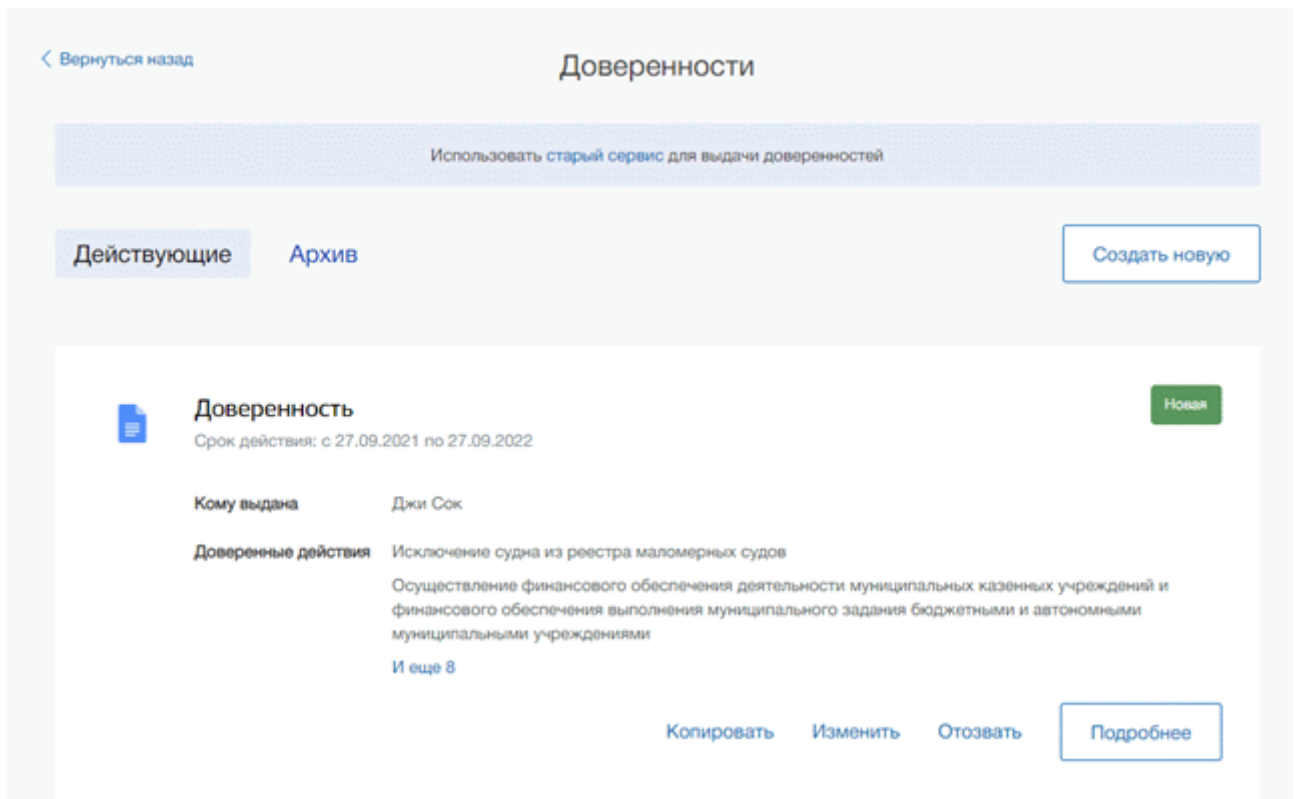 Вернуться назад
Доверенности
Использовать старый сервис для выдачи доверенностей
Действующие
Архив
Создать новую
Доверенность
Новая
Срок действия: с 27.09.2021 по 27.09.2022
Кому выдана Джи Сок
Доверенные действия Исключение судна из реестра маломерных судов
Осуществление финансового обеспечения деятельности муниципальных казенных учреждений и
финансового обеспечения выполнения муниципального задания бюджетными и автономными
муниципальными учреждениями
И еще 8
Копировать
Изменить
Отозвать
Подробнее